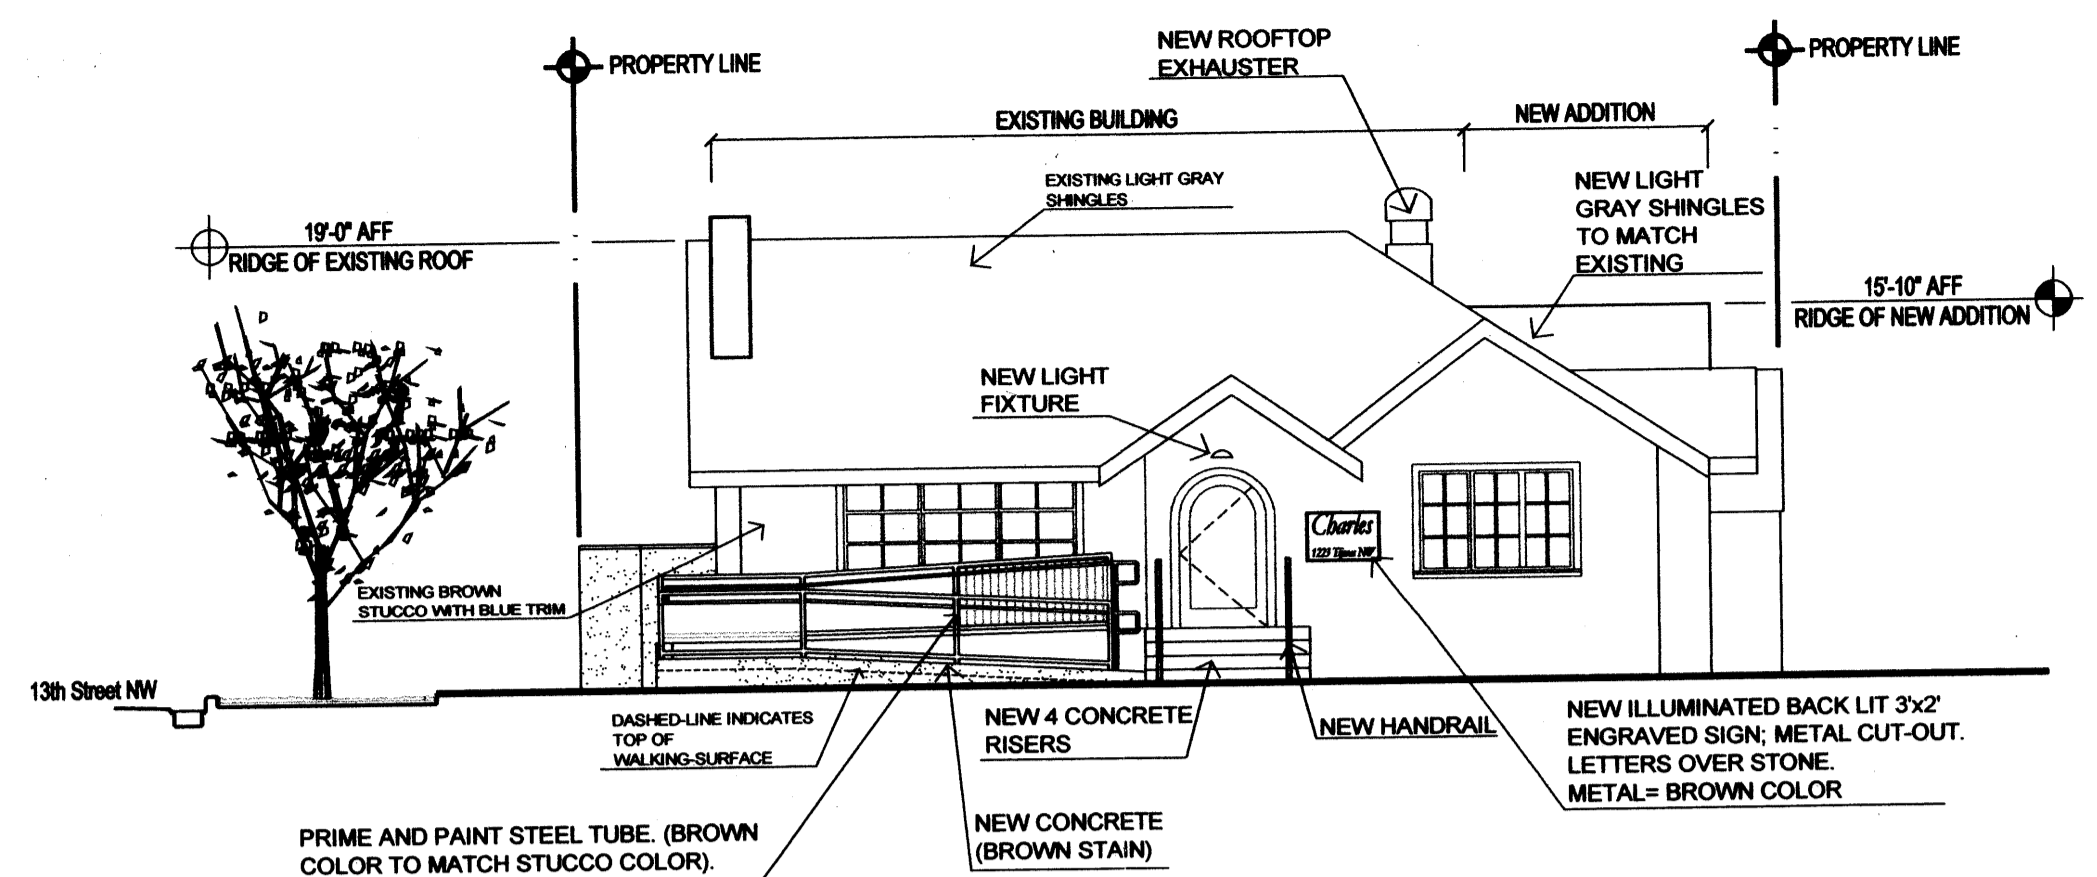 PROPERTY LINE
NEW ROOFTOP
EXHAUSTER
PROPERTY LINE
EXISTING BUILDING
NEW ADDITION
EXISTING LIGHT GRAY
SHINGLES
NEW LIGHT
GRAY SHINGLES
TO MATCH
EXISTING
19'-0" AFF
RIDGE OF EXISTING ROOF
15'-10" AFF
RIDGE OF NEW ADDITION
NEW LIGHT
FIXTURE
Charles
1223 NW
EXISTING BROWN
STUCCO WITH BLUE TRIM
13th Street NW
DASHED-LINE INDICATES
TOP OF
WALKING-SURFACE
NEW 4 CONCRETE
RISERS
NEW HANDRAIL
NEW ILLUMINATED BACK LIT 3'x2'
ENGRAVED SIGN; METAL CUT-OUT.
LETTERS OVER STONE.
METAL= BROWN COLOR
PRIME AND PAINT STEEL TUBE. (BROWN
COLOR TO MATCH STUCCO COLOR).
NEW CONCRETE
(BROWN STAIN)